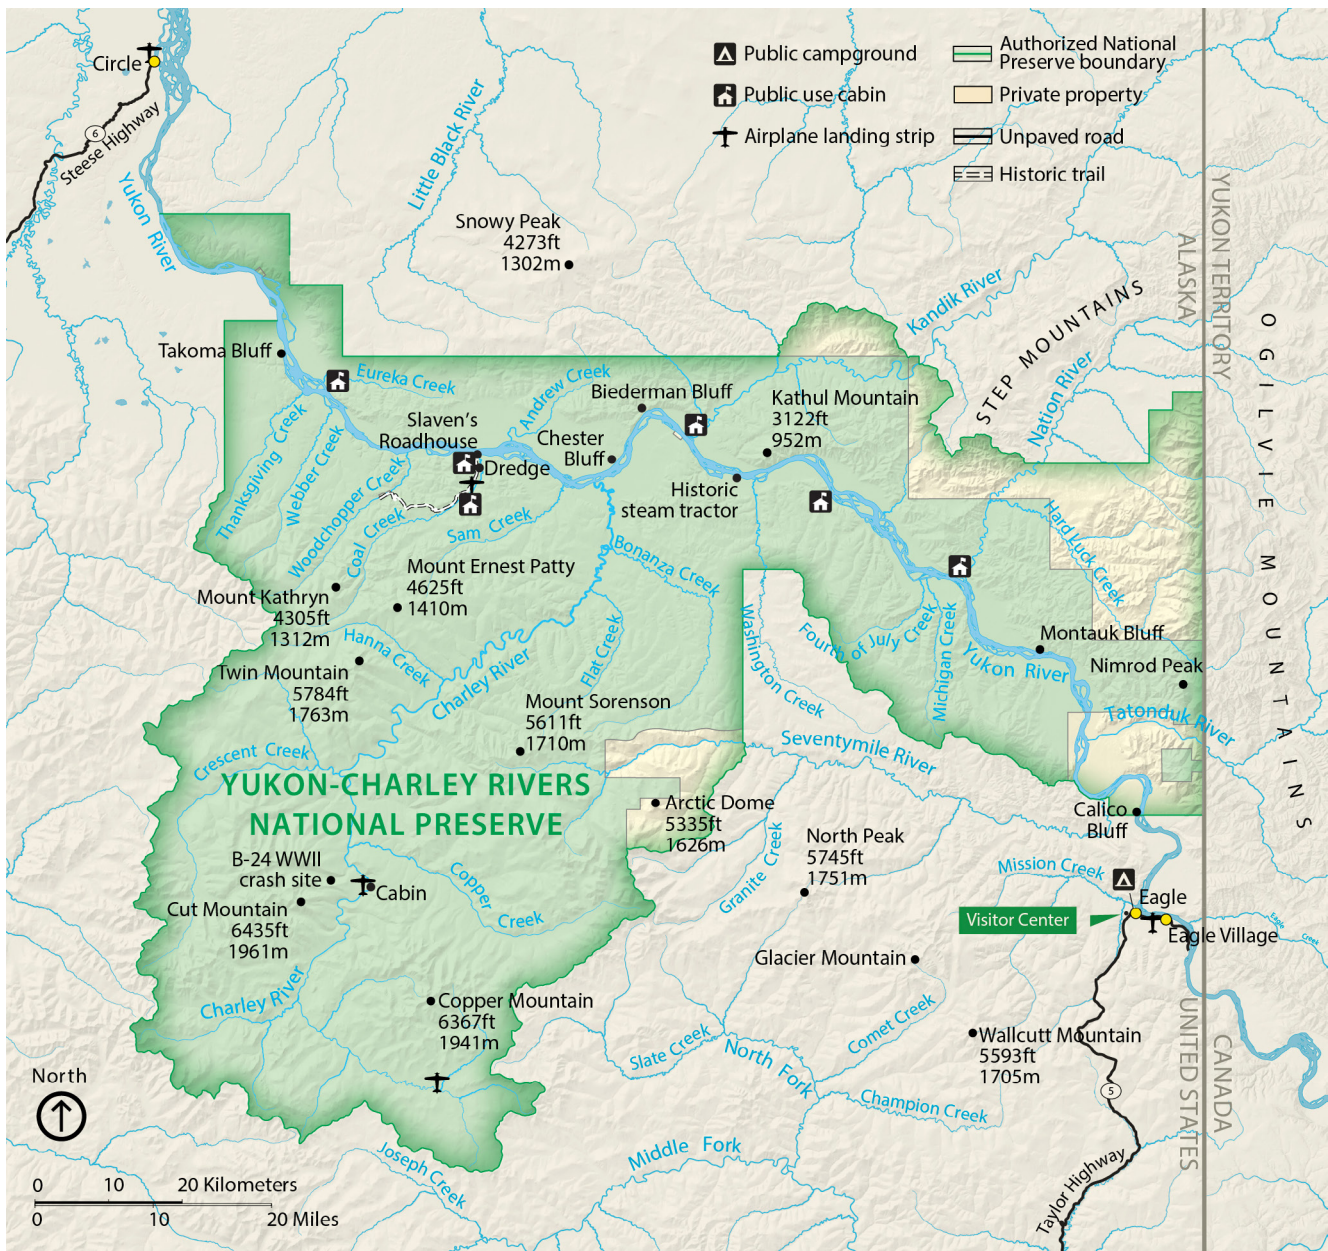 Circle
6
Steese Highway
Yukon River
Little Black River
Public campground
Public use cabin
Airplane landing strip
Authorized National
Preserve boundary
Private property
Unpaved road
Historic trail
YUKON TERRITORY
ALASKA
OGILVIE MOUNTAINS
Snowy Peak
4273ft
1302m
Kandik River
STEP MOUNTAINS
Nation River
Takoma Bluff
Eureka Creek
Andrew Creek
Biederman Bluff
Kathul Mountain
3122ft
952m
Slaven's
Roadhouse
Dredge
Chester
Bluff
Historic
steam tractor
Thanksgiving Creek
Webber Creek
Woodchopper Creek
Coal Creek
Sam Creek
Bonanza Creek
Hard Luck Creek
Mount Ernest Patty
4625ft
1410m
Mount Kathryn
4305ft
1312m
Hanna Creek
Flat Creek
Charley River
Washington Creek
Fourth of July Creek
Michigan Creek
Yukon River
Montauk Bluff
Nimrod Peak
Tatonduk River
Twin Mountain
5784ft
1763m
Mount Sorenson
5611ft
1710m
Crescent Creek
Seventymile River
YUKON-CHARLEY RIVERS
NATIONAL PRESERVE
Arctic Dome
5335ft
1626m
Calico
Bluff
North Peak
5745ft
1751m
Granite Creek
Mission Creek
B-24 WWII
crash site
Cabin
Copper Creek
Cut Mountain
6435ft
1961m
Eagle
Visitor Center
Eagle Village
Eagle Creek
Glacier Mountain
Charley River
Copper Mountain
6367ft
1941m
Slate Creek
North Fork
Comet Creek
Wallcutt Mountain
5593ft
1705m
UNITED STATES
CANADA
Champion Creek
5
North
Joseph Creek
Middle Fork
Taylor Highway
0 10 20 Kilometers
0 10 20 Miles